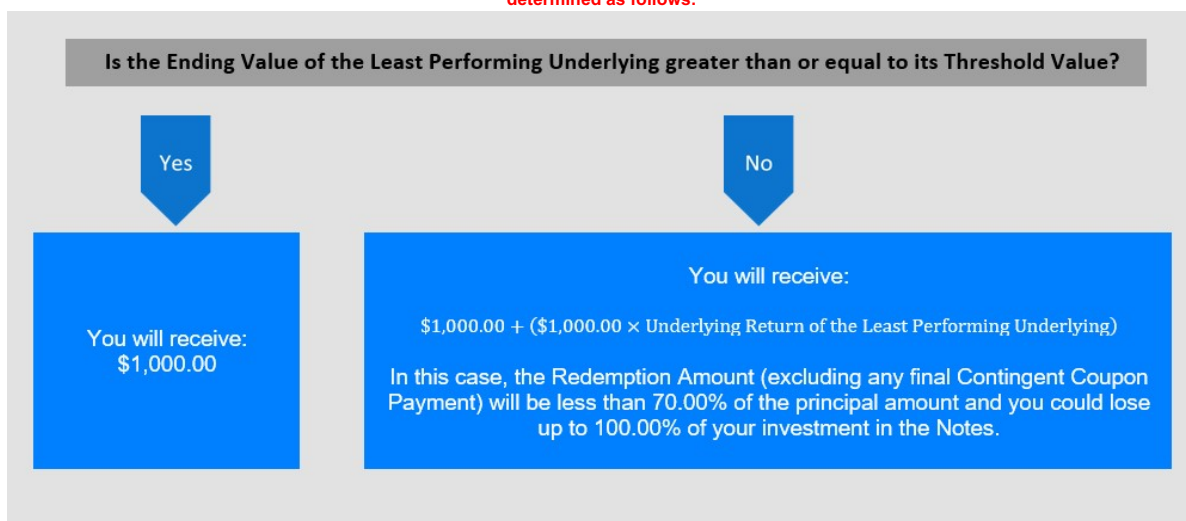 determined as follows:
Is the Ending Value of the Least Performing Underlying greater than or equal to its Threshold Value?
Yes
No
You will receive:
$1,000.00
You will receive:
$1,000.00 + ($1,000.00 × Underlying Return of the Least Performing Underlying)
In this case, the Redemption Amount (excluding any final Contingent Coupon
Payment) will be less than 70.00% of the principal amount and you could lose
up to 100.00% of your investment in the Notes.